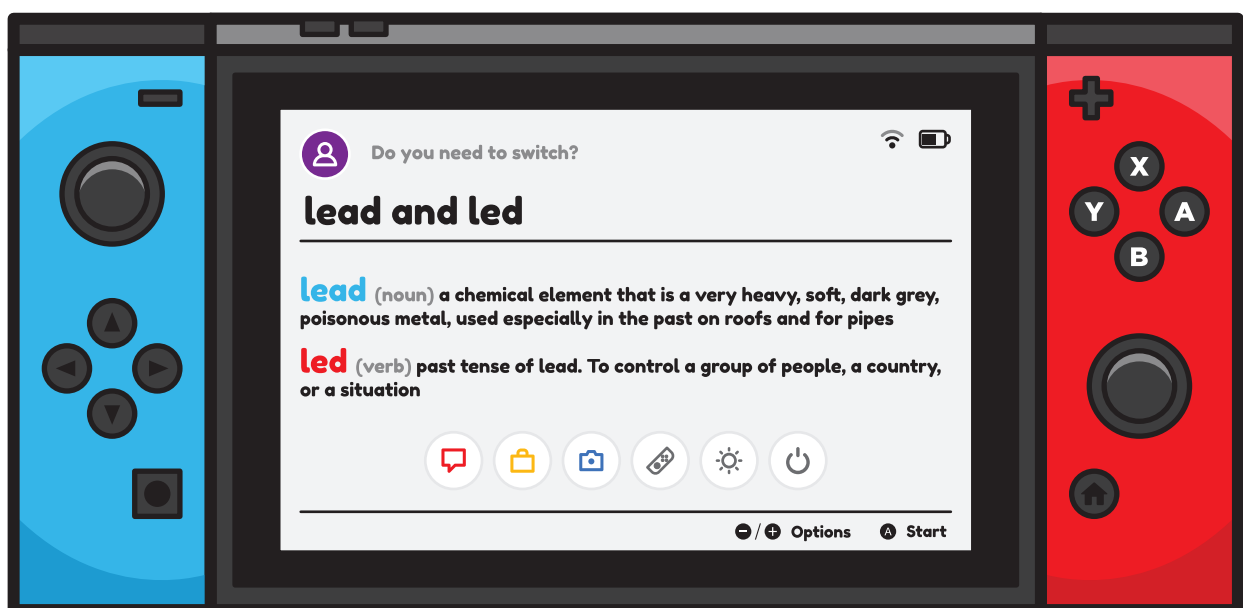 Do you need to switch?
lead and led
lead (noun) a chemical element that is a very heavy, soft, dark grey,
poisonous metal, used especially in the past on roofs and for pipes
led (verb) past tense of lead. To control a group of people, a country,
or a situation
-/+ Options A Start
X
Y A
B